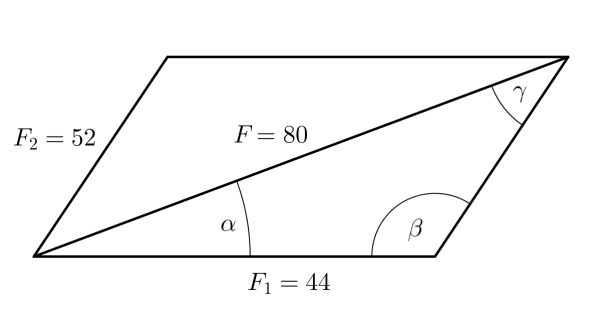 γ
F₂ = 52
F = 80
α
β
F₁ = 44